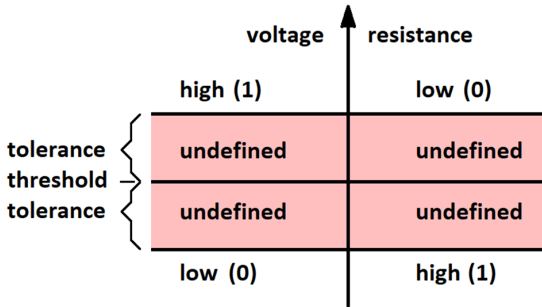 voltage resistance
high (1) low (0)
tolerance undefined undefined
threshold
tolerance undefined undefined
low (0) high (1)